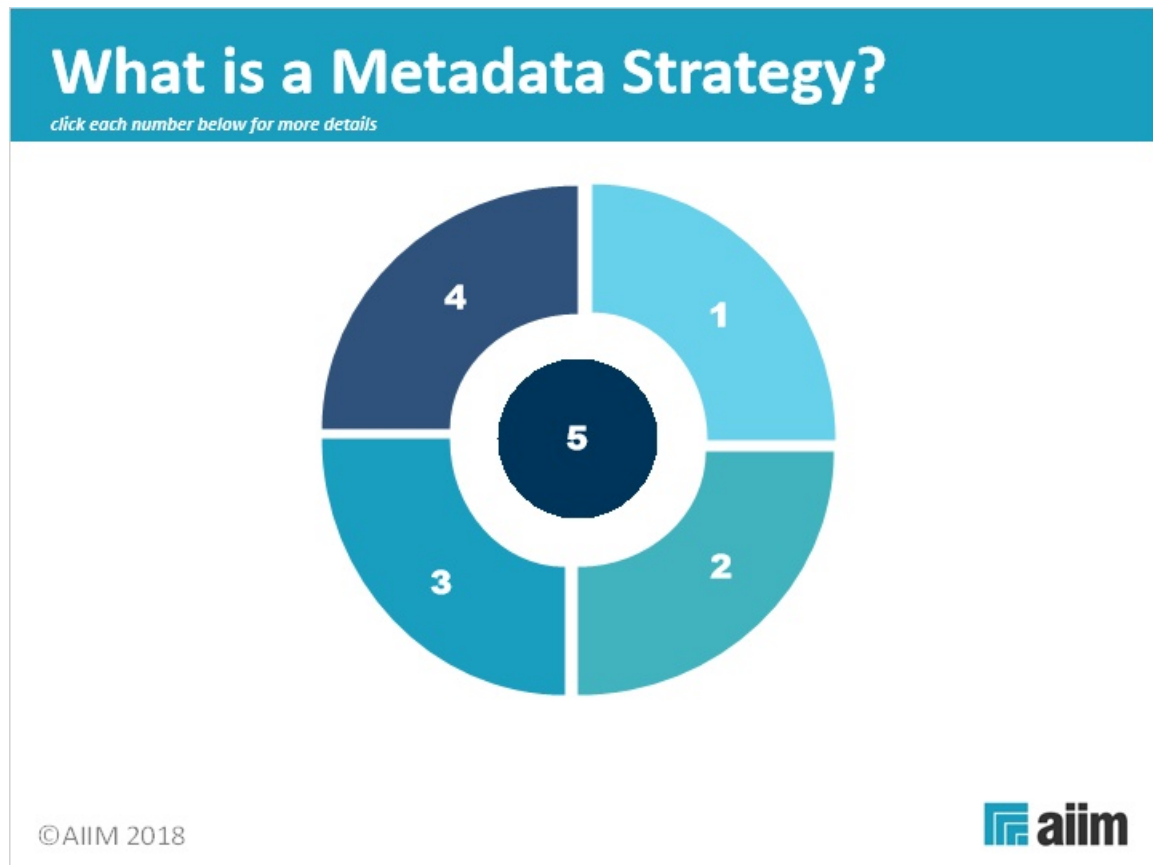 What is a Metadata Strategy?
click each number below for more details
4
1
5
3
2
©AIIM 2018
aiim